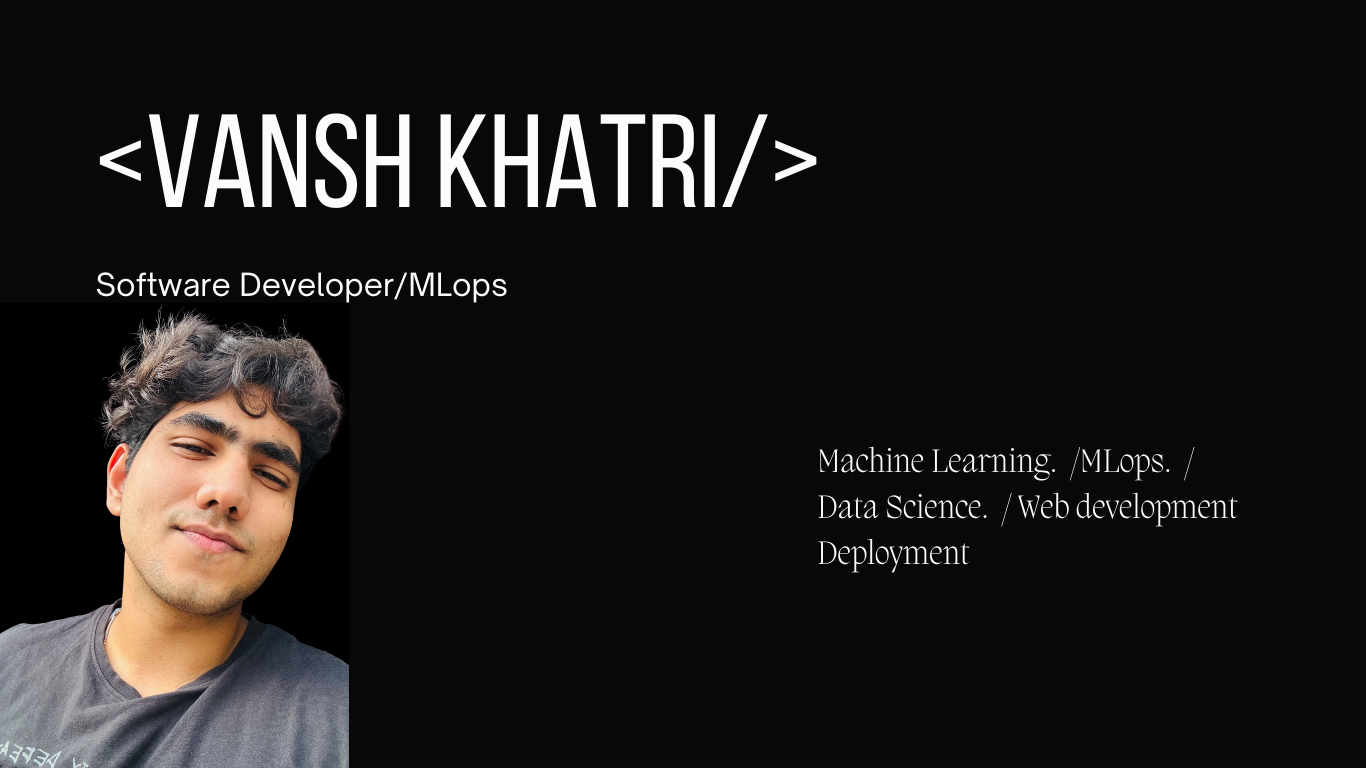 <VANSH KHATRI/>
Software Developer/MLops
Machine Learning. /MLops. /
Data Science. / Web development
Deployment